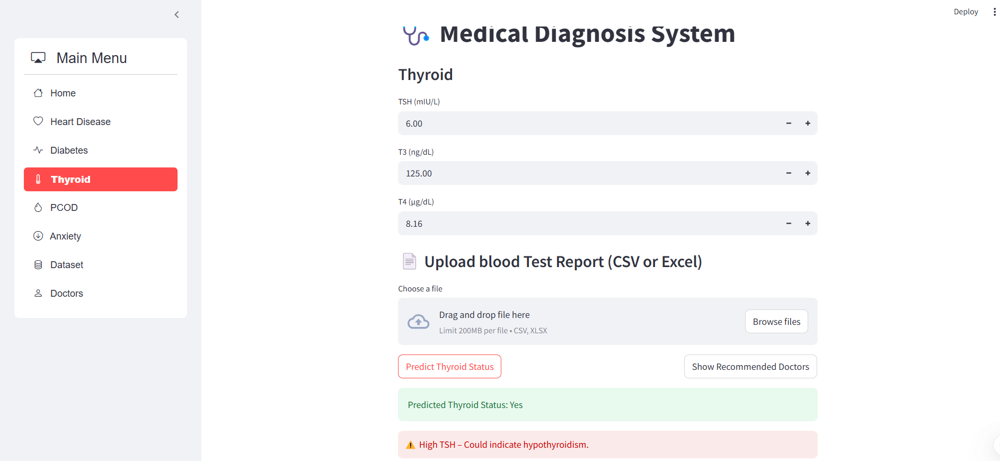 Deploy
Main Menu
Home
Heart Disease
Diabetes
Thyroid
PCOD
Anxiety
Dataset
Doctors
Medical Diagnosis System
Thyroid
TSH (mIU/L)
6.00
T3 (ng/dL)
125.00
T4 (µg/dL)
8.16
Upload blood Test Report (CSV or Excel)
Choose a file
Drag and drop file here
Limit 200MB per file • CSV, XLSX
Browse files
Predict Thyroid Status
Show Recommended Doctors
Predicted Thyroid Status: Yes
High TSH – Could indicate hypothyroidism.